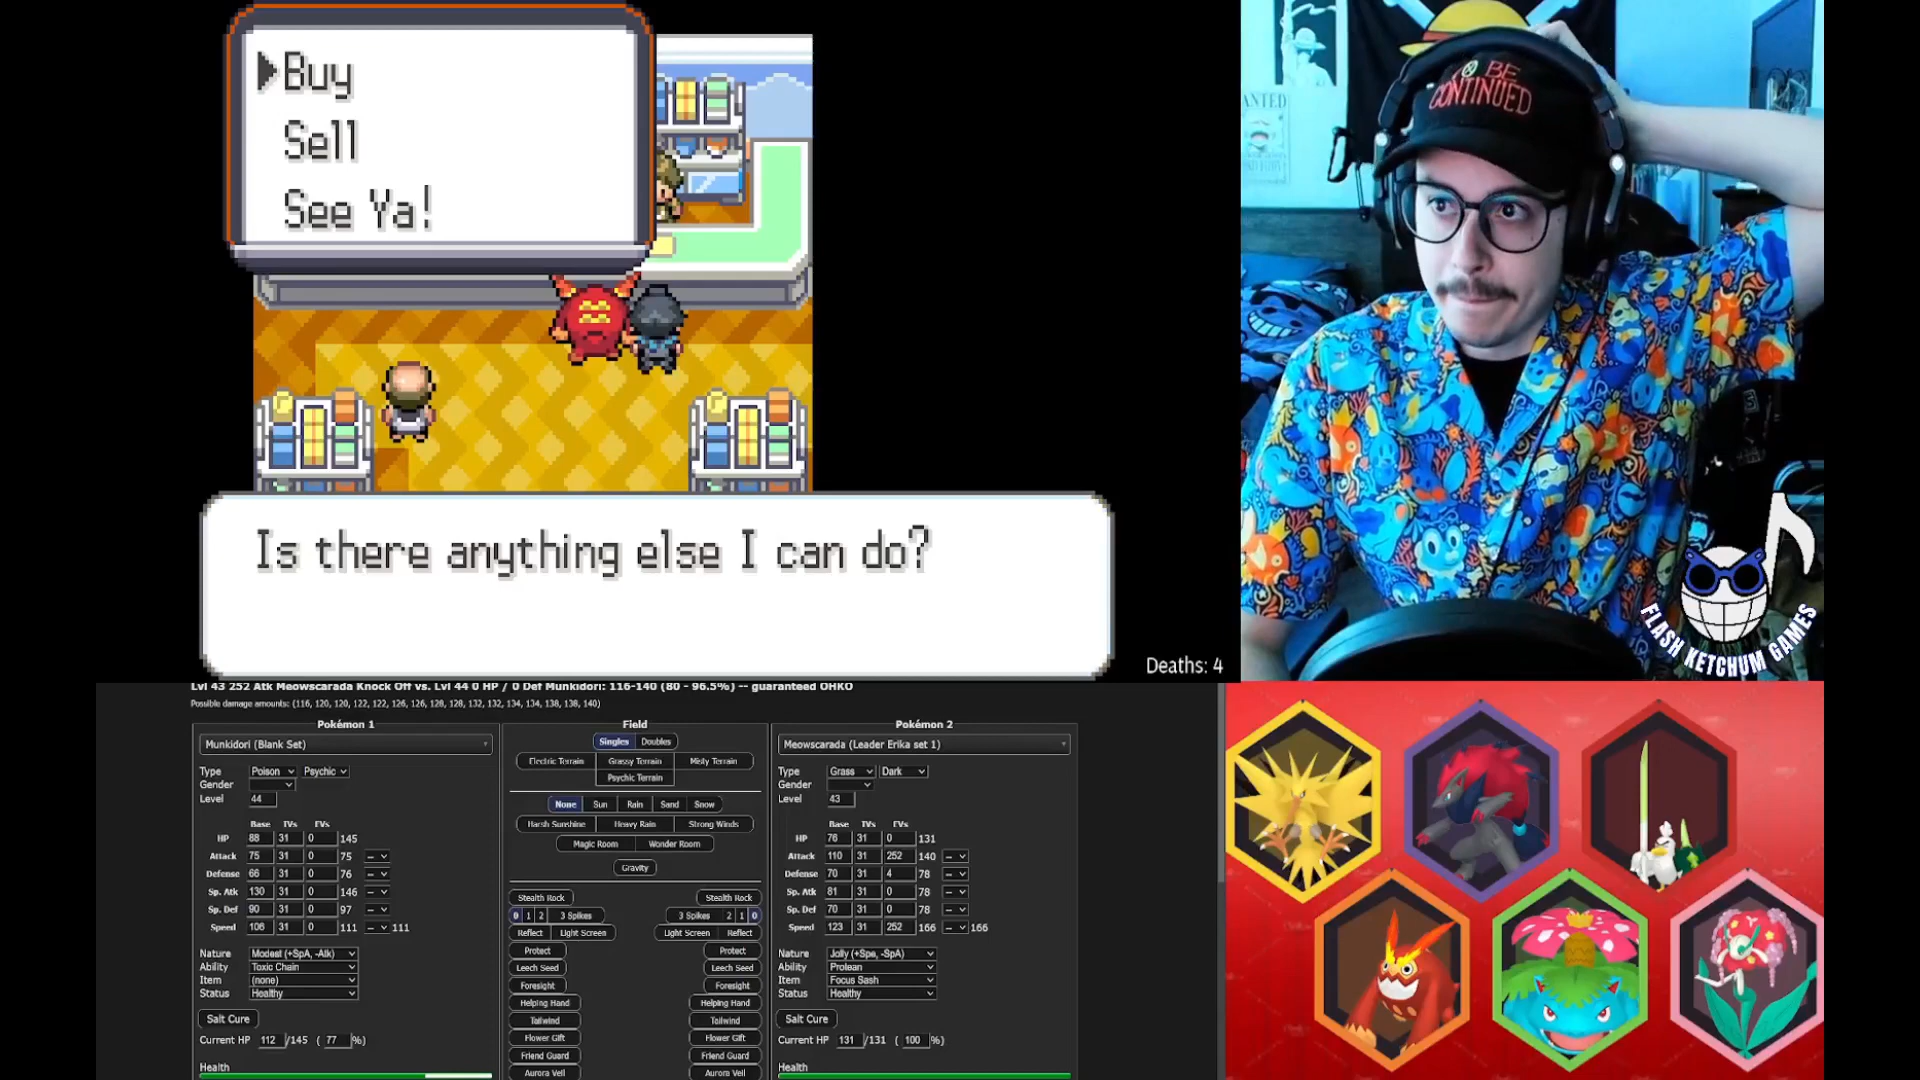 Buy
Sell
See Ya!
Is there anything else I can do?
Deaths: 4
BE
CONTINUED
WANTED
FLASH KETCHUM GAMES
Lvl 43 252 Atk Meowscarada Knock Off vs. Lvl 44 0 HP / 0 Def Munkidori: 116-140 (80 - 96.5%) -- guaranteed OHKO
Possible damage amounts: (116, 120, 120, 122, 122, 126, 126, 128, 128, 132, 132, 134, 134, 138, 138, 140)
Pokémon 1
Munkidori (Blank Set)
Type Poison Psychic
Gender
Level 44
Base IVs EVs
HP 88 31 0 145
Attack 75 31 0 75 --
Defense 66 31 0 76 --
Sp. Atk 130 31 0 146 --
Sp. Def 90 31 0 97 --
Speed 106 31 0 111 -- 111
Nature Modest (+SpA, -Atk)
Ability Toxic Chain
Item (none)
Status Healthy
Salt Cure
Current HP 112 /145 ( 77 %)
Health
Field
Singles Doubles
Electric Terrain Grassy Terrain Misty Terrain
Psychic Terrain
None Sun Rain Sand Snow
Harsh Sunshine Heavy Rain Strong Winds
Magic Room Wonder Room
Gravity
Stealth Rock Stealth Rock
0 1 2 3 Spikes 3 Spikes 2 1 0
Reflect Light Screen Light Screen Reflect
Protect Protect
Leech Seed Leech Seed
Foresight Foresight
Helping Hand Helping Hand
Tailwind Tailwind
Flower Gift Flower Gift
Friend Guard Friend Guard
Aurora Veil Aurora Veil
Pokémon 2
Meowscarada (Leader Erika set 1)
Type Grass Dark
Gender
Level 43
Base IVs EVs
HP 76 31 0 131
Attack 110 31 252 140 --
Defense 70 31 4 78 --
Sp. Atk 81 31 0 78 --
Sp. Def 70 31 0 78 --
Speed 123 31 252 166 -- 166
Nature Jolly (+Spe, -SpA)
Ability Protean
Item Focus Sash
Status Healthy
Salt Cure
Current HP 131 /131 ( 100 %)
Health